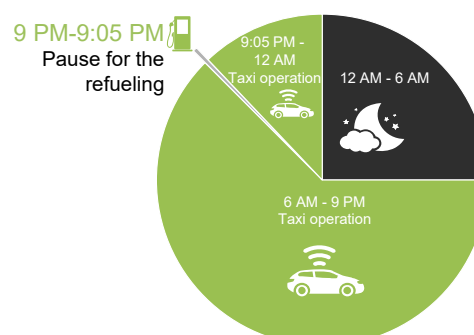 9 PM-9:05 PM
Pause for the
refueling
9:05 PM -
12 AM
Taxi operation
12 AM - 6 AM
6 AM - 9 PM
Taxi operation